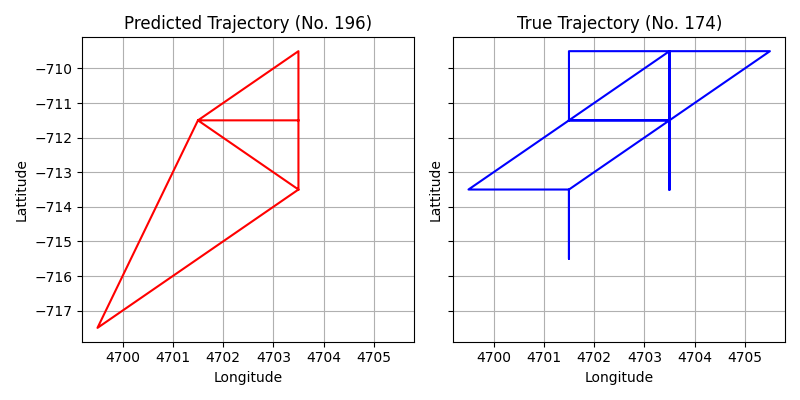 Predicted Trajectory (No. 196)
−710
−711
−712
−713
−714
−715
−716
−717
Lattitude
4700 4701 4702 4703 4704 4705
Longitude
True Trajectory (No. 174)
Lattitude
4700 4701 4702 4703 4704 4705
Longitude